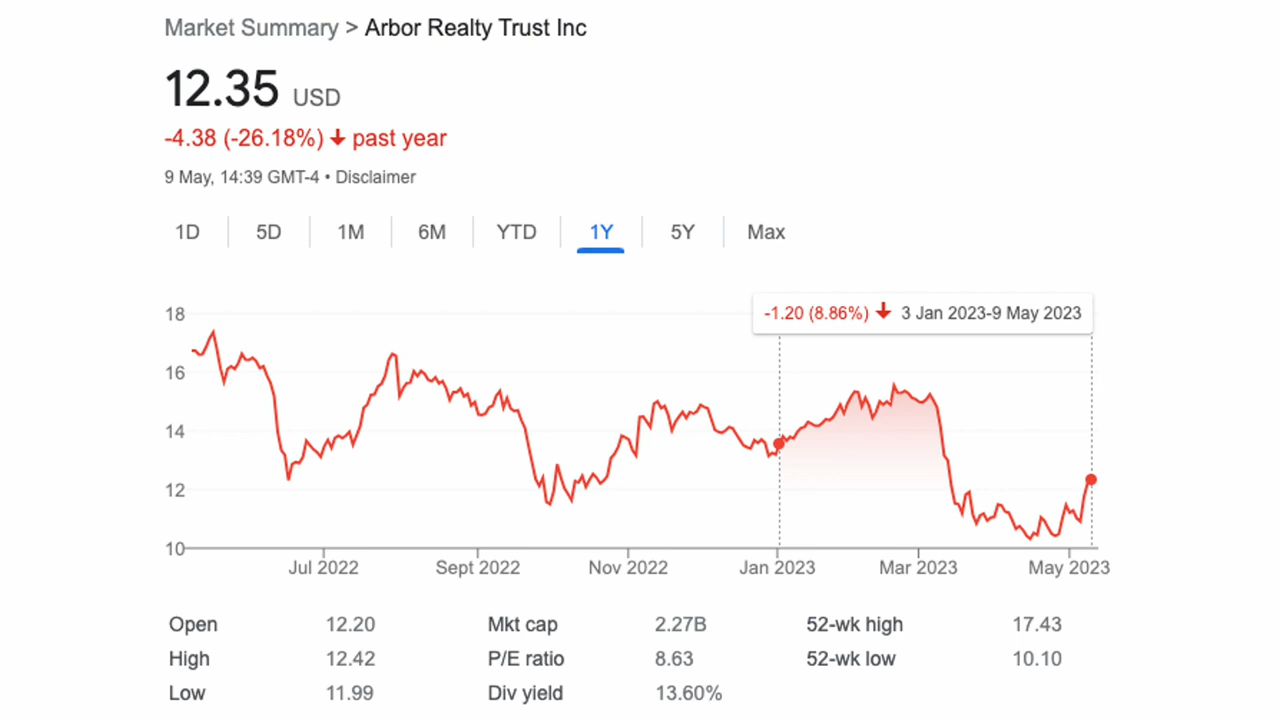 Market Summary > Arbor Realty Trust Inc
12.35 USD
-4.38 (-26.18%) ↓ past year
9 May, 14:39 GMT-4 • Disclaimer
1D 5D 1M 6M YTD 1Y 5Y Max
-1.20 (8.86%) ↓ 3 Jan 2023-9 May 2023
18
16
14
12
10
Jul 2022 Sept 2022 Nov 2022 Jan 2023 Mar 2023 May 2023
Open 12.20 Mkt cap 2.27B 52-wk high 17.43
High 12.42 P/E ratio 8.63 52-wk low 10.10
Low 11.99 Div yield 13.60%